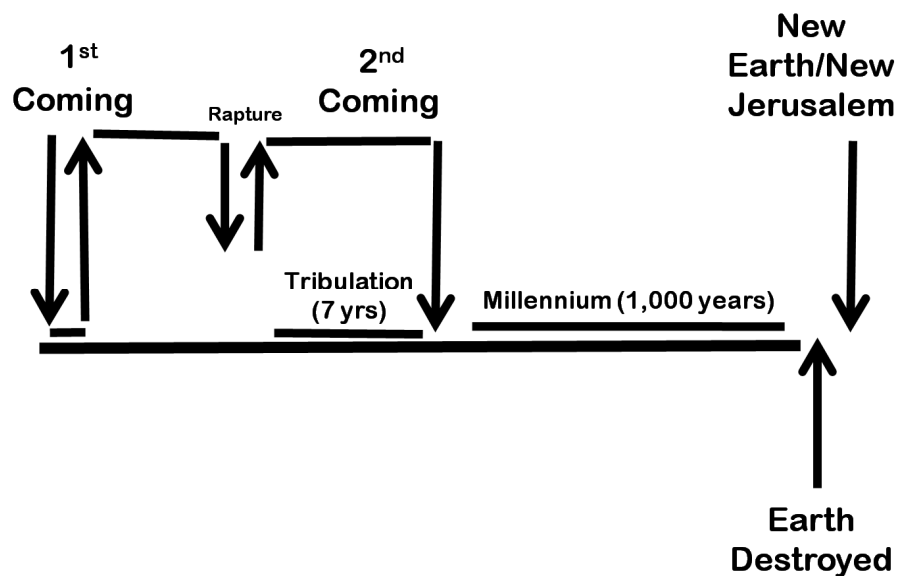 1st
Coming
Rapture
2nd
Coming
New
Earth/New
Jerusalem
Tribulation
(7 yrs)
Millennium (1,000 years)
Earth
Destroyed